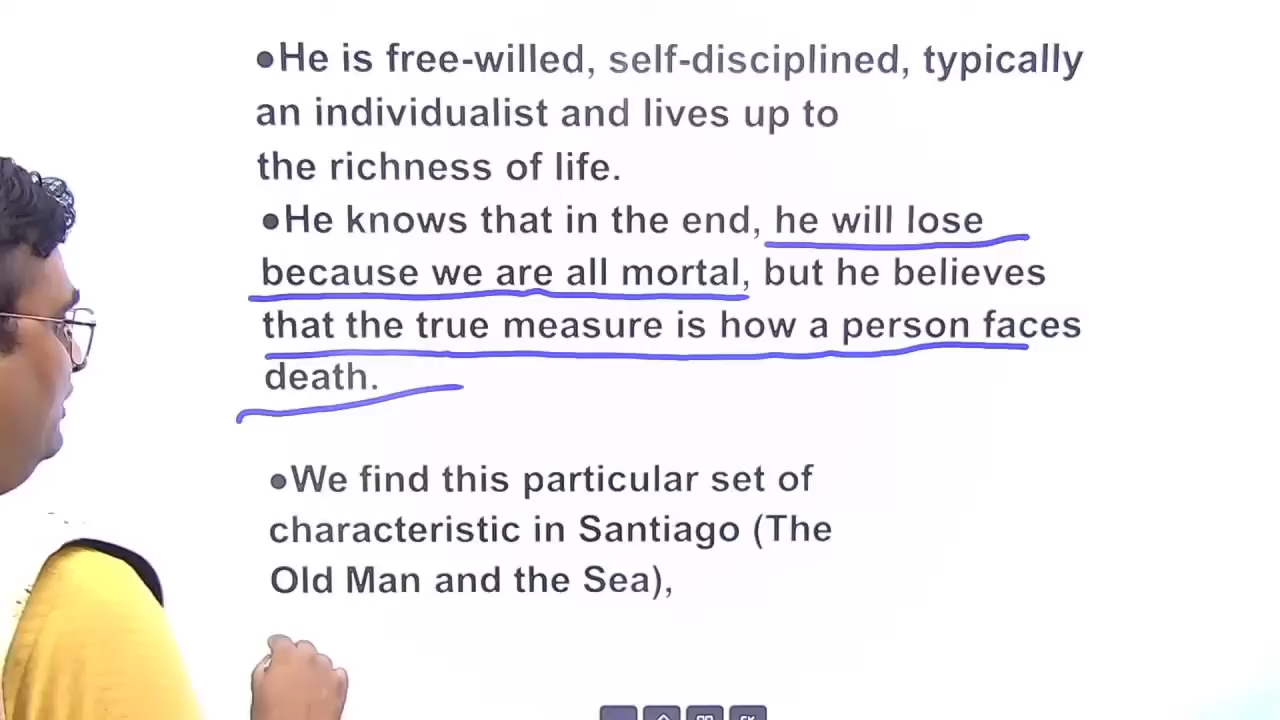 ●He is free-willed, self-disciplined, typically
an individualist and lives up to
the richness of life.
●He knows that in the end, he will lose
because we are all mortal, but he believes
that the true measure is how a person faces
death.
●We find this particular set of
characteristic in Santiago (The
Old Man and the Sea),